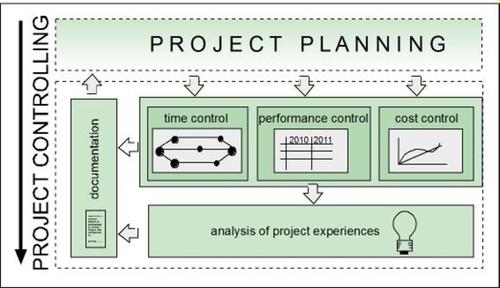 PROJECT PLANNING
PROJECT CONTROLLING
time control
performance control
2010 2011
cost control
documentation
analysis of project experiences